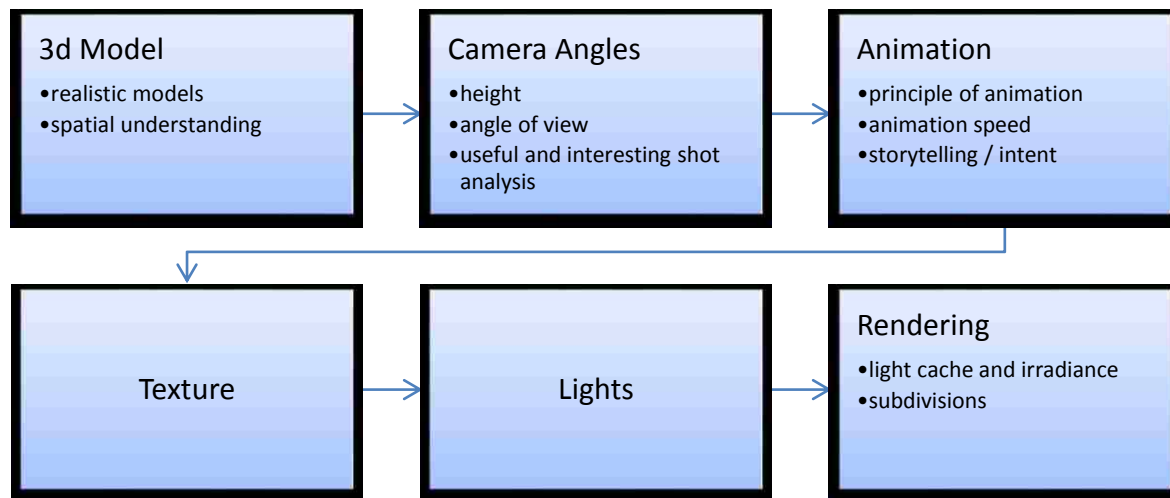 3d Model
•realistic models
•spatial understanding
Camera Angles
•height
•angle of view
•useful and interesting shot
analysis
Animation
•principle of animation
•animation speed
•storytelling / intent
Texture
Lights
Rendering
•light cache and irradiance
•subdivisions